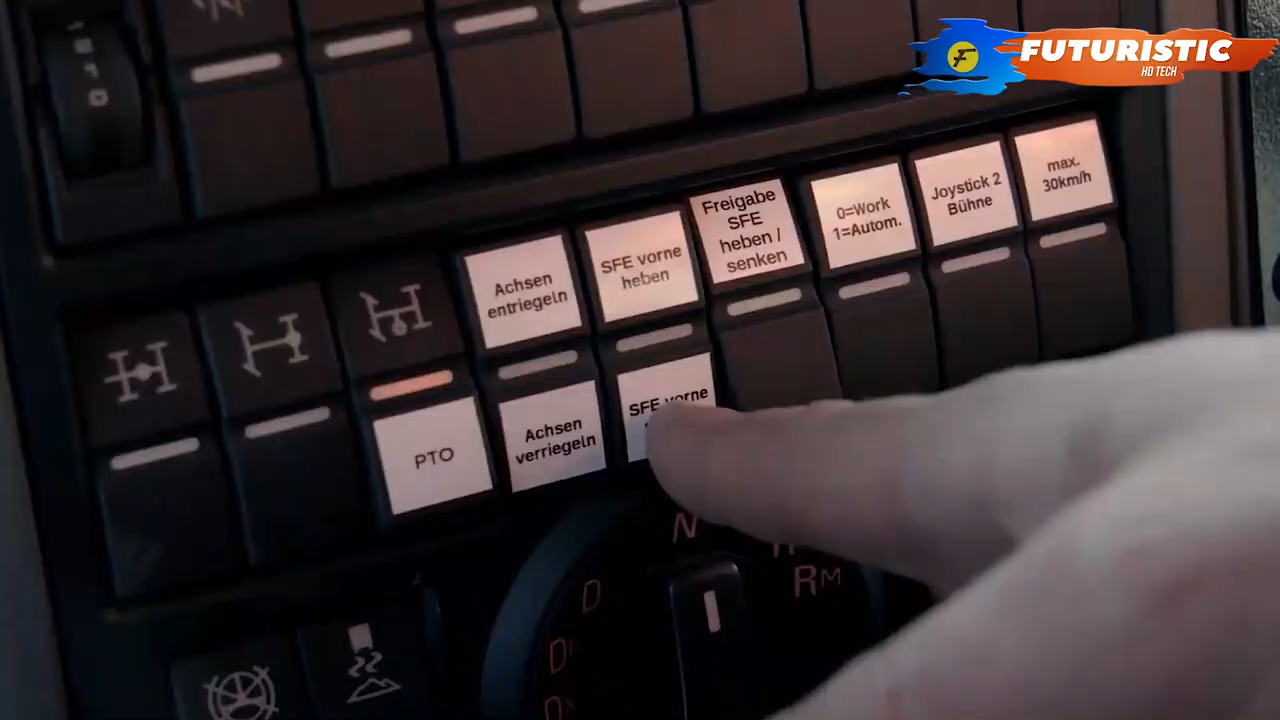 FUTURISTIC
HD TECH
max.
30km/h
Joystick 2
Bühne
0=Work
1=Autom.
Freigabe
SFE
heben /
senken
SFE vorne
heben
Achsen
entriegeln
SFE vorne
Achsen
verriegeln
PTO
N
D
RM